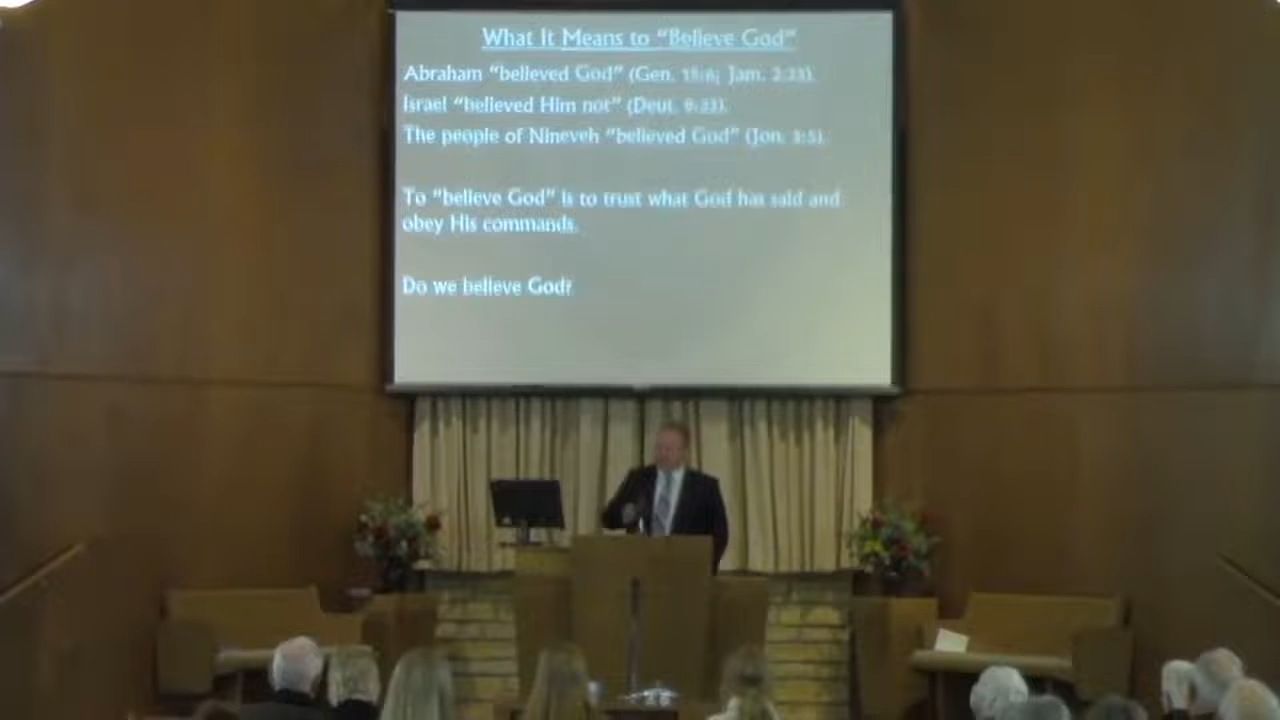 What It Means to "Believe God"
Abraham "believed God" (Gen. 15:6; Jam. 2:23).
Israel "believed Him not" (Deut. 9:23).
The people of Nineveh "believed God" (Jon. 3:5).
To "believe God" is to trust what God has said and
obey His commands.
Do we believe God?